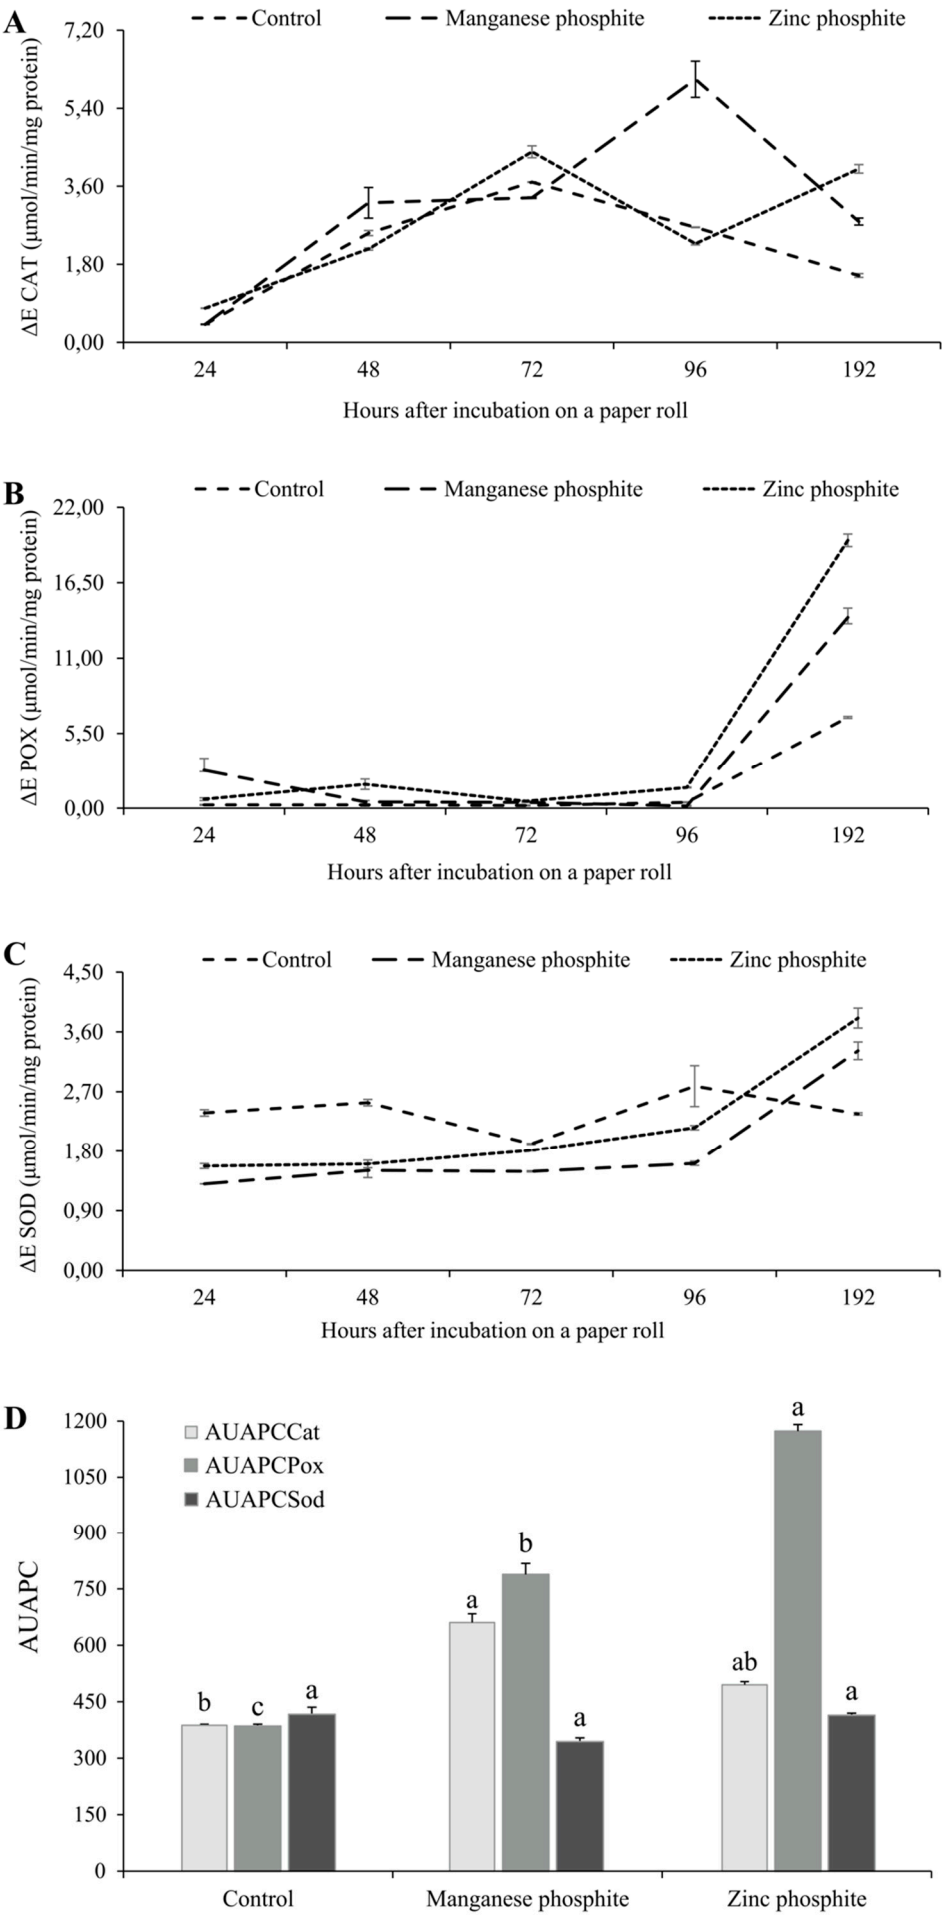 A
Control Manganese phosphite Zinc phosphite
ΔE CAT (μmol/min/mg protein)
7,20
5,40
3,60
1,80
0,00
24 48 72 96 192
Hours after incubation on a paper roll
B
Control Manganese phosphite Zinc phosphite
ΔE POX (μmol/min/mg protein)
22,00
16,50
11,00
5,50
0,00
24 48 72 96 192
Hours after incubation on a paper roll
C
Control Manganese phosphite Zinc phosphite
ΔE SOD (μmol/min/mg protein)
4,50
3,60
2,70
1,80
0,90
0,00
24 48 72 96 192
Hours after incubation on a paper roll
D
AUAPC
1200
1050
900
750
600
450
300
150
0
AUAPCCat
AUAPCPox
AUAPCSod
b c a
a b a
ab a a
Control Manganese phosphite Zinc phosphite